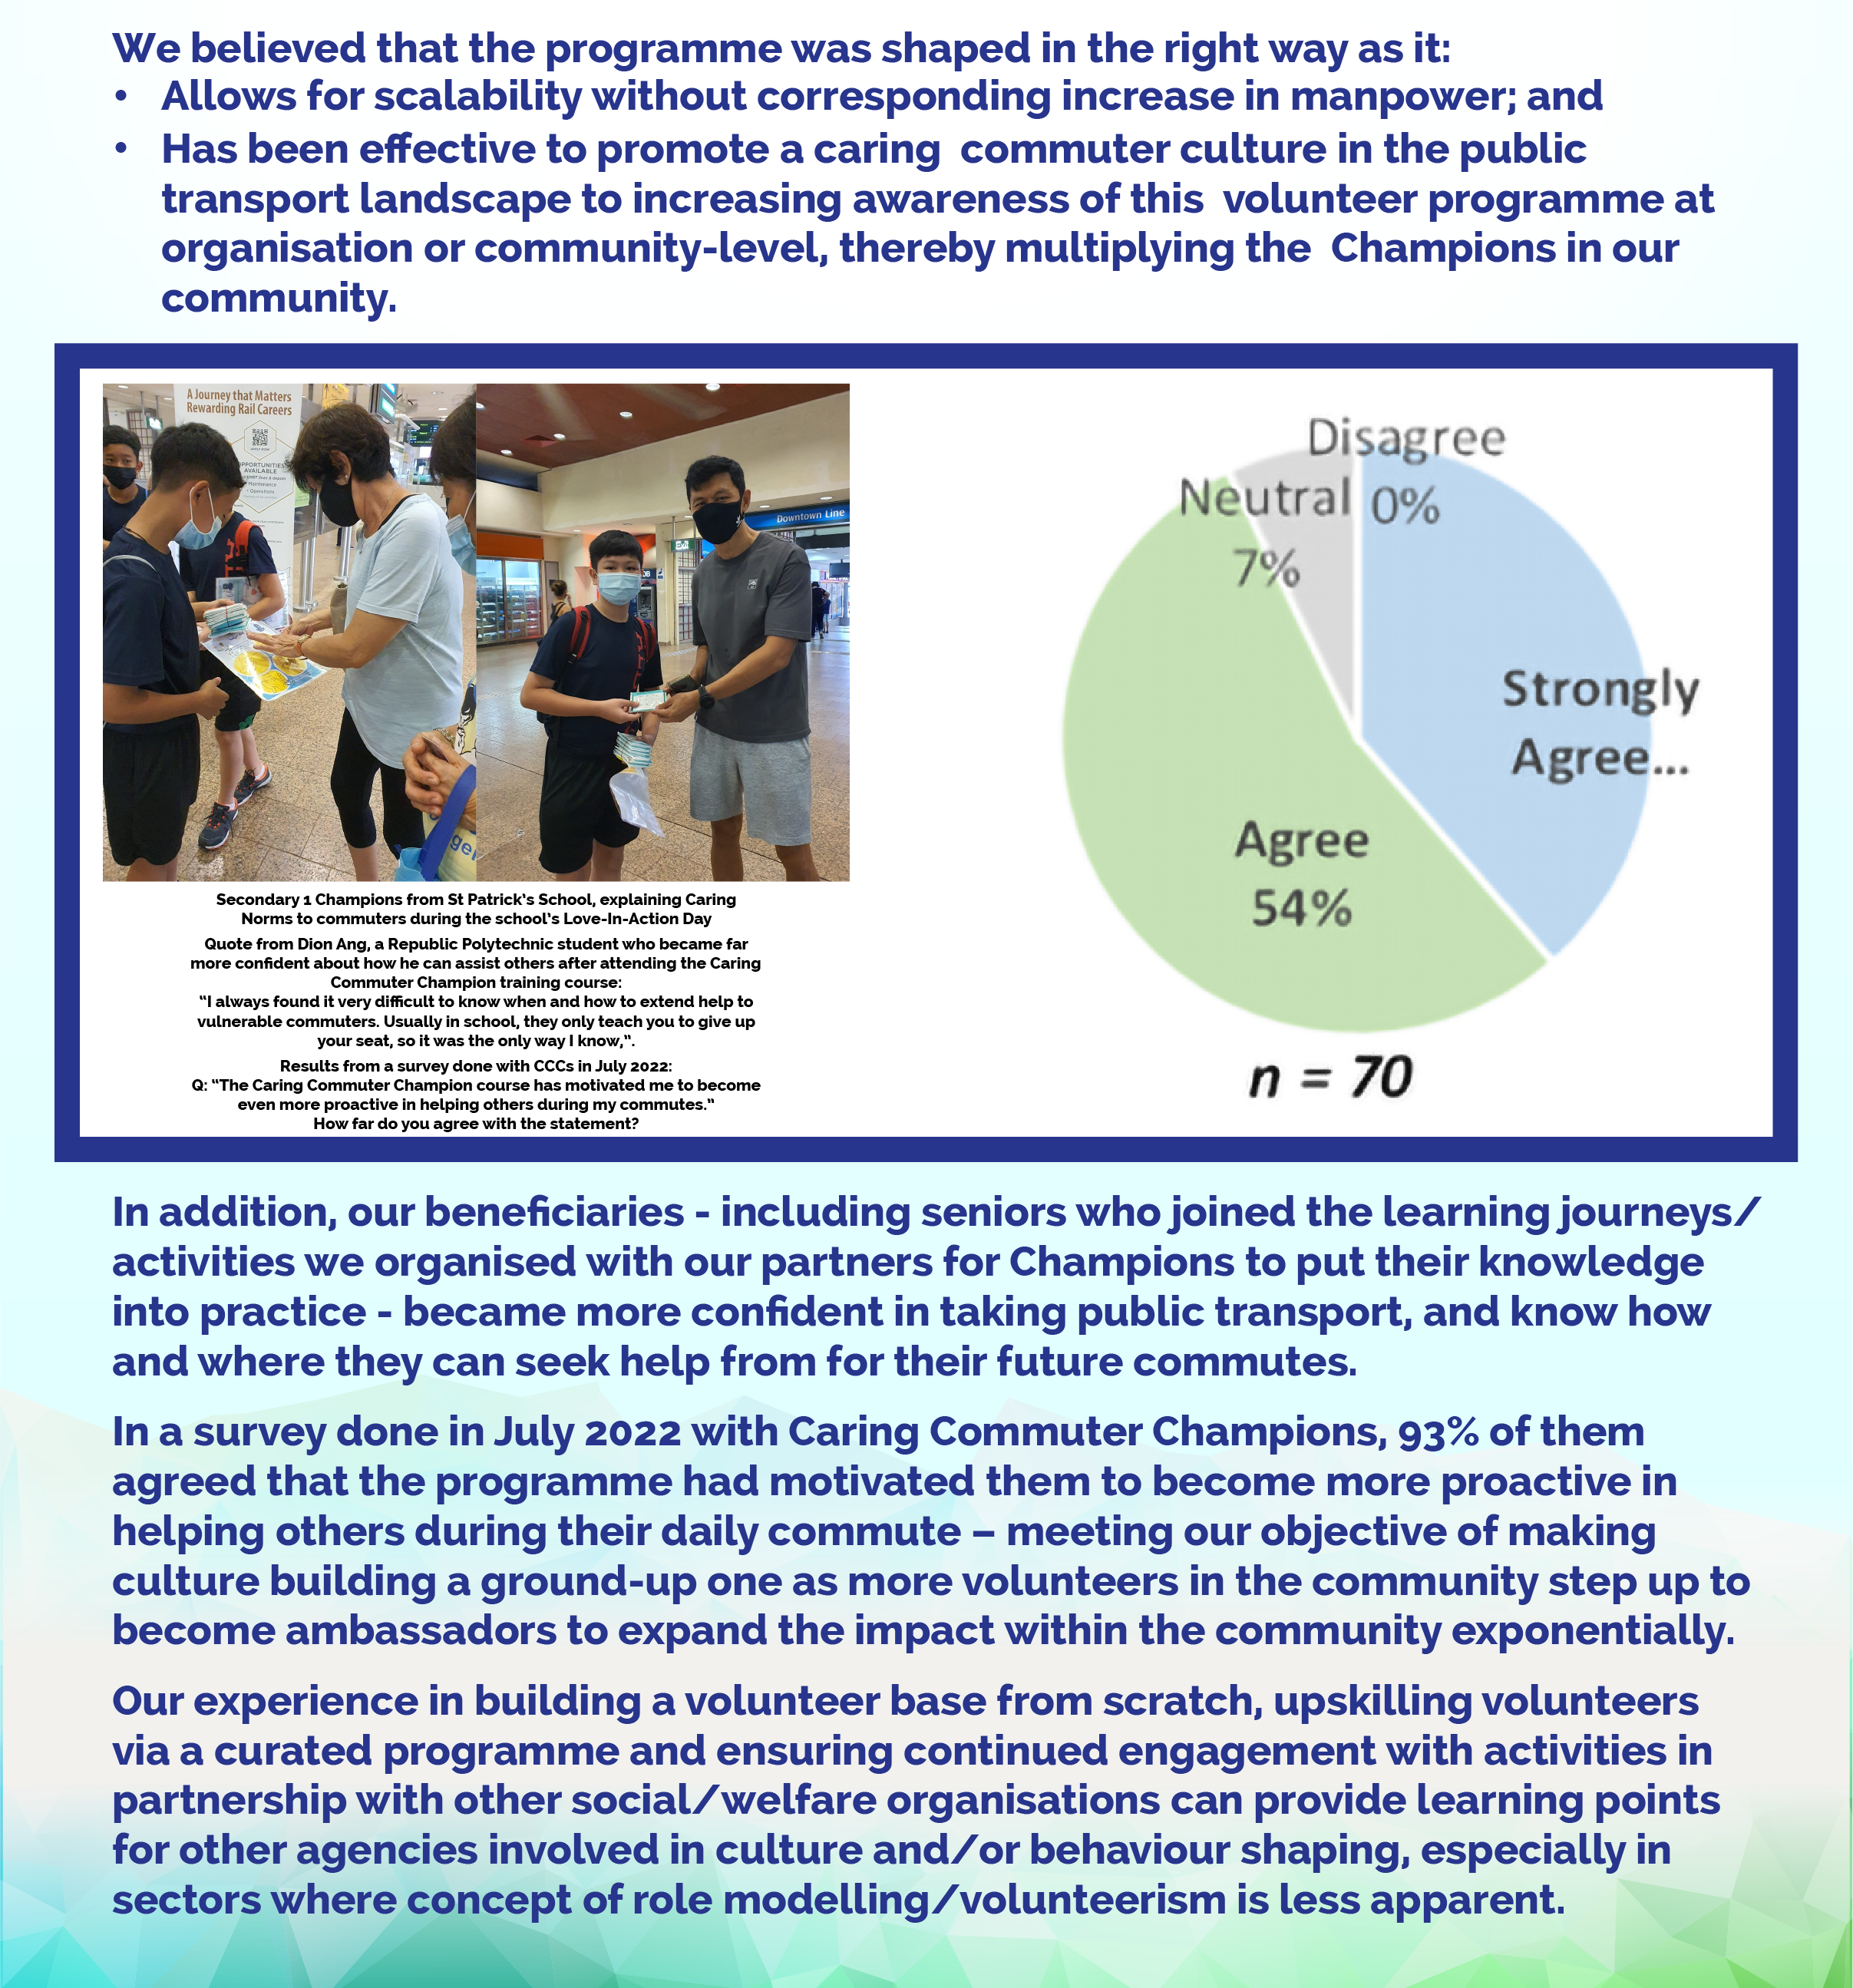 We believed that the programme was shaped in the right way as it:
• Allows for scalability without corresponding increase in manpower; and
• Has been effective to promote a caring commuter culture in the public
transport landscape to increasing awareness of this volunteer programme at
organisation or community-level, thereby multiplying the Champions in our
community.
A Journey that Matters
Rewarding Rail Careers
OPPORTUNITIES
AVAILABLE
Maintenance
Operations
Downtown Line
Secondary 1 Champions from St Patrick's School, explaining Caring
Norms to commuters during the school's Love-In-Action Day
Quote from Dion Ang, a Republic Polytechnic student who became far
more confident about how he can assist others after attending the Caring
Commuter Champion training course:
"I always found it very difficult to know when and how to extend help to
vulnerable commuters. Usually in school, they only teach you to give up
your seat, so it was the only way I know,".
Results from a survey done with CCCs in July 2022:
Q: "The Caring Commuter Champion course has motivated me to become
even more proactive in helping others during my commutes."
How far do you agree with the statement?
Disagree
0%
Neutral
7%
Strongly
Agree...
Agree
54%
n = 70
In addition, our beneficiaries - including seniors who joined the learning journeys/
activities we organised with our partners for Champions to put their knowledge
into practice - became more confident in taking public transport, and know how
and where they can seek help from for their future commutes.
In a survey done in July 2022 with Caring Commuter Champions, 93% of them
agreed that the programme had motivated them to become more proactive in
helping others during their daily commute – meeting our objective of making
culture building a ground-up one as more volunteers in the community step up to
become ambassadors to expand the impact within the community exponentially.
Our experience in building a volunteer base from scratch, upskilling volunteers
via a curated programme and ensuring continued engagement with activities in
partnership with other social/welfare organisations can provide learning points
for other agencies involved in culture and/or behaviour shaping, especially in
sectors where concept of role modelling/volunteerism is less apparent.